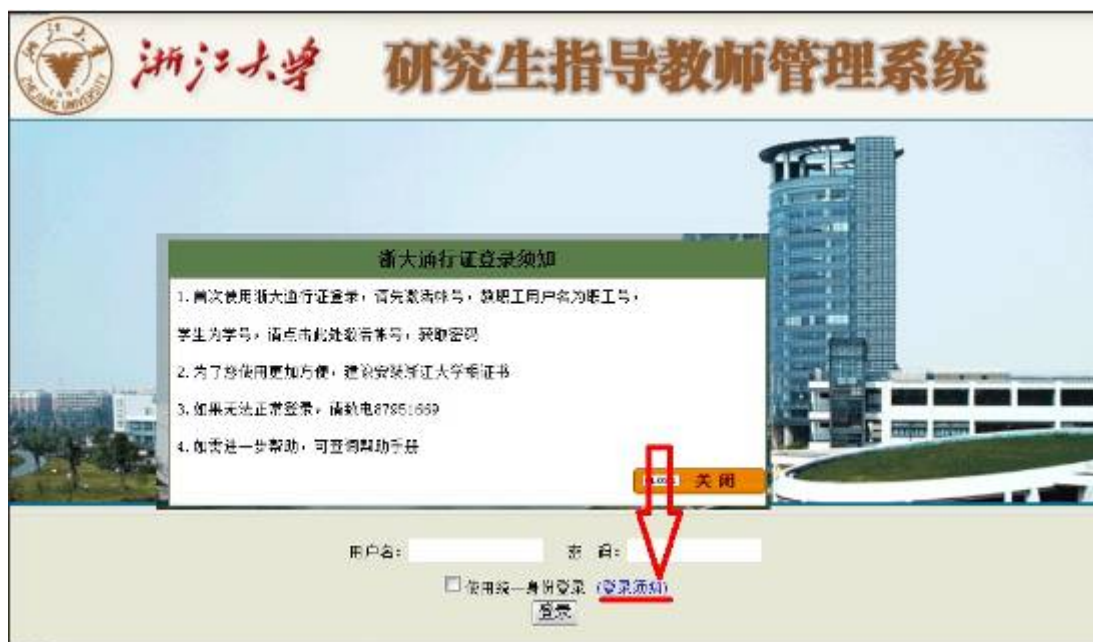 浙江大学 研究生指导教师管理系统
ZHEJIANG UNIVERSITY
浙大通行证登录须知
1.首次使用浙大通行证登录，请先激活帐号，教职工用户名为职工号，
学生为学号，请点击此处激活帐号，获取密码
2.为了您使用更加方便，建议安装浙江大学根证书
3.如果无法正常登录，请致电87951669
4.如需进一步帮助，可查询帮助手册
CLOSE 关闭
用户名： 密 码：
使用统一身份登录 (登录须知)
登录